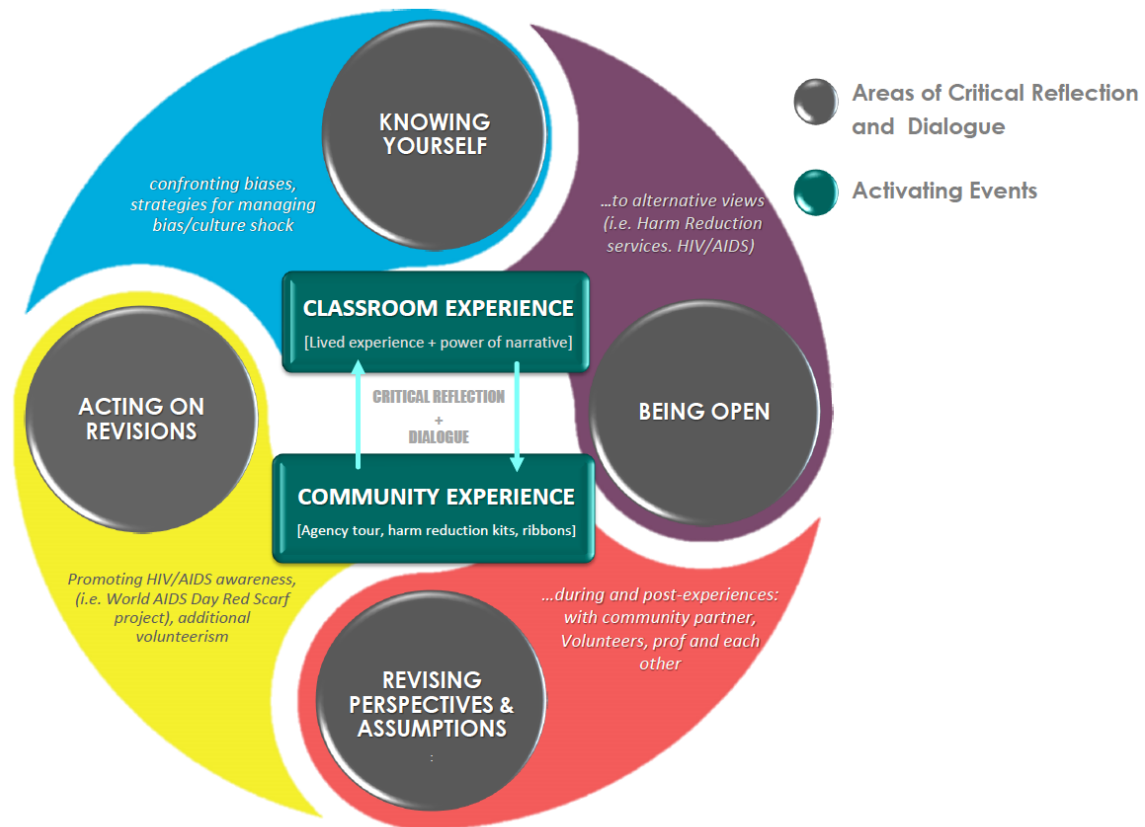 KNOWING
YOURSELF
confronting biases,
strategies for managing
bias/culture shock
...to alternative views
(i.e. Harm Reduction
services. HIV/AIDS)
Areas of Critical Reflection
and Dialogue
Activating Events
CLASSROOM EXPERIENCE
[Lived experience + power of narrative]
CRITICAL REFLECTION
+
DIALOGUE
COMMUNITY EXPERIENCE
[Agency tour, harm reduction kits, ribbons]
ACTING ON
REVISIONS
BEING OPEN
Promoting HIV/AIDS awareness,
(i.e. World AIDS Day Red Scarf
project), additional
volunteerism
...during and post-experiences:
with community partner,
Volunteers, prof and each
other
REVISING
PERSPECTIVES &
ASSUMPTIONS
: